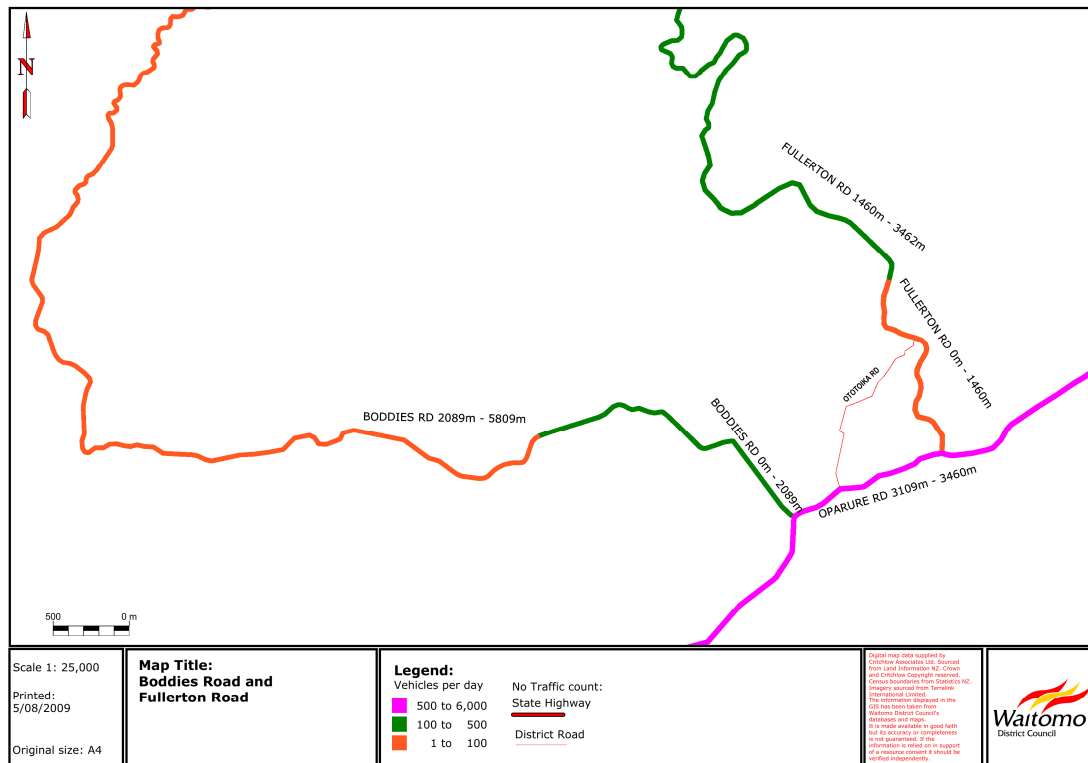 N
FULLERTON RD 1460m - 3462m
FULLERTON RD 0m - 1460m
OTOTOIKA RD
BODDIES RD 2089m - 5809m
BODDIES RD 0m - 2089m
OPARURE RD 3109m - 3460m
500 0 m
Scale 1: 25,000
Printed:
5/08/2009
Original size: A4
Map Title:
Boddies Road and
Fullerton Road
Legend:
Vehicles per day
500 to 6,000
100 to 500
1 to 100
No Traffic count:
State Highway
District Road
Digital map data supplied by
Critchlow Associates Ltd. Sourced
from Land Information NZ. Crown
and Critchlow Copyright reserved.
Census boundaries from Statistics NZ.
Imagery sourced from Terralink
International Limited.
The information displayed in the
GIS has been taken from
Waitomo District Council's
databases and maps.
It is made available in good faith
but its accuracy or completeness
is not guaranteed. If the
information is relied on in support
of a resource consent it should be
verified independently.
Waitomo
District Council